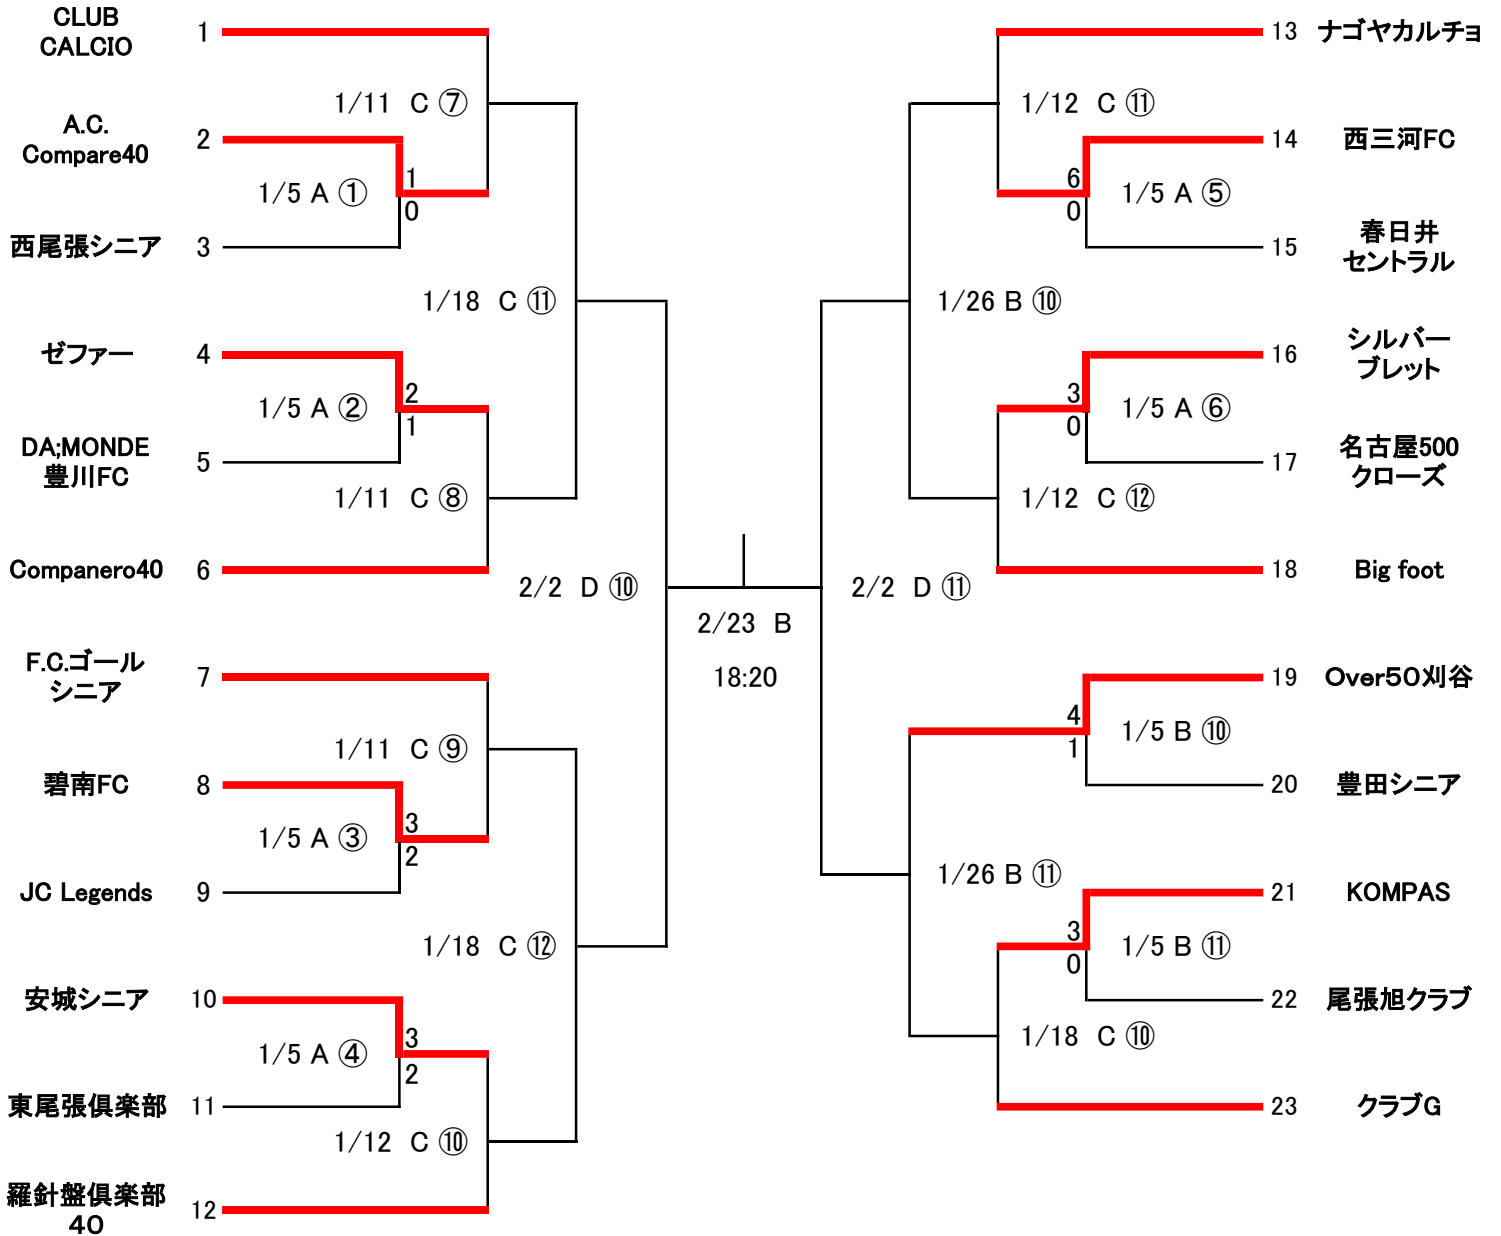 CLUB
CALCIO
1
1/11 C ⑦
A.C.
Compare40
2
1/5 A ①
1
0
西尾張シニア
3
1/18 C ⑪
ゼファー
4
1/5 A ②
2
1
DA;MONDE
豊川FC
5
1/11 C ⑧
Companero40
6
2/2 D ⑩
F.C.ゴール
シニア
7
1/11 C ⑨
碧南FC
8
1/5 A ③
3
2
JC Legends
9
1/18 C ⑫
安城シニア
10
1/5 A ④
3
2
東尾張倶楽部
11
1/12 C ⑩
羅針盤倶楽部
40
12
2/23 B
18:20
13
ナゴヤカルチョ
1/12 C ⑪
14
西三河FC
6
0
1/5 A ⑤
15
春日井
セントラル
1/26 B ⑩
16
シルバー
ブレット
3
0
1/5 A ⑥
17
名古屋500
クローズ
1/12 C ⑫
18
Big foot
2/2 D ⑪
19
Over50刈谷
4
1
1/5 B ⑩
20
豊田シニア
1/26 B ⑪
21
KOMPAS
3
0
1/5 B ⑪
22
尾張旭クラブ
1/18 C ⑩
23
クラブG